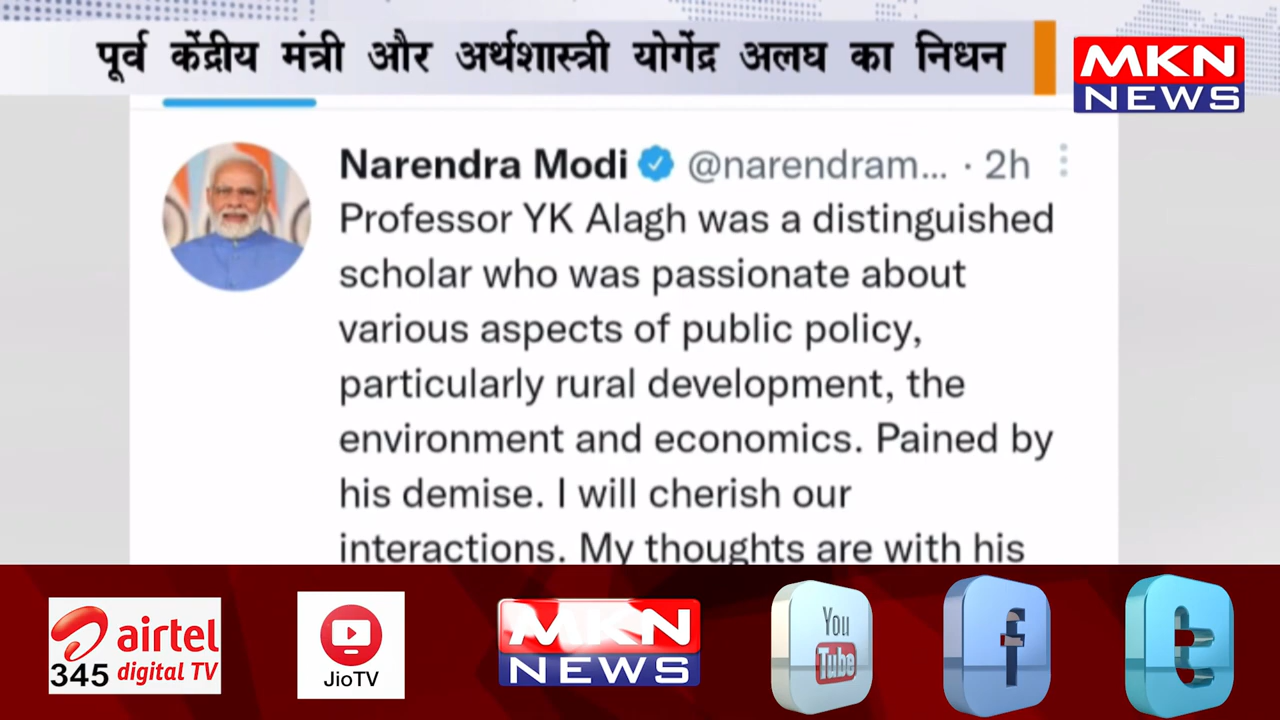 पूर्व केंद्रीय मंत्री और अर्थशास्त्री योगेंद्र अलघ का निधन
MKN
NEWS
Narendra Modi @narendram... · 2h
Professor YK Alagh was a distinguished
scholar who was passionate about
various aspects of public policy,
particularly rural development, the
environment and economics. Pained by
his demise. I will cherish our
interactions. My thoughts are with his
airtel
345 digital TV
JioTV
MKN
NEWS
You
Tube
f
t